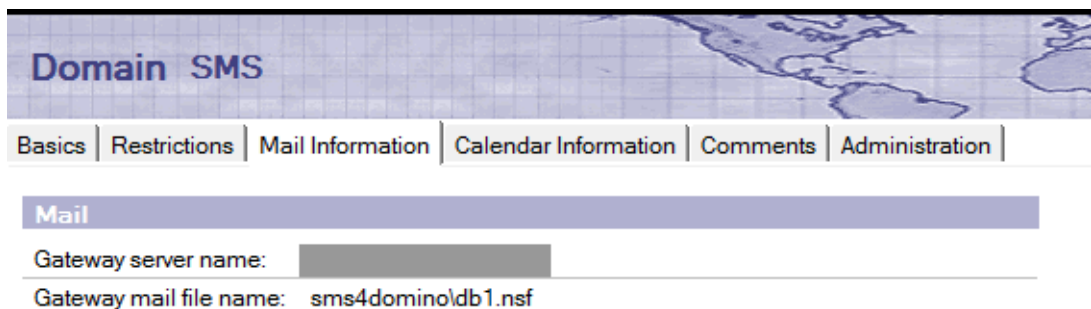 Domain SMS
Basics Restrictions Mail Information Calendar Information Comments Administration
Mail
Gateway server name:
Gateway mail file name: sms4domino\db1.nsf